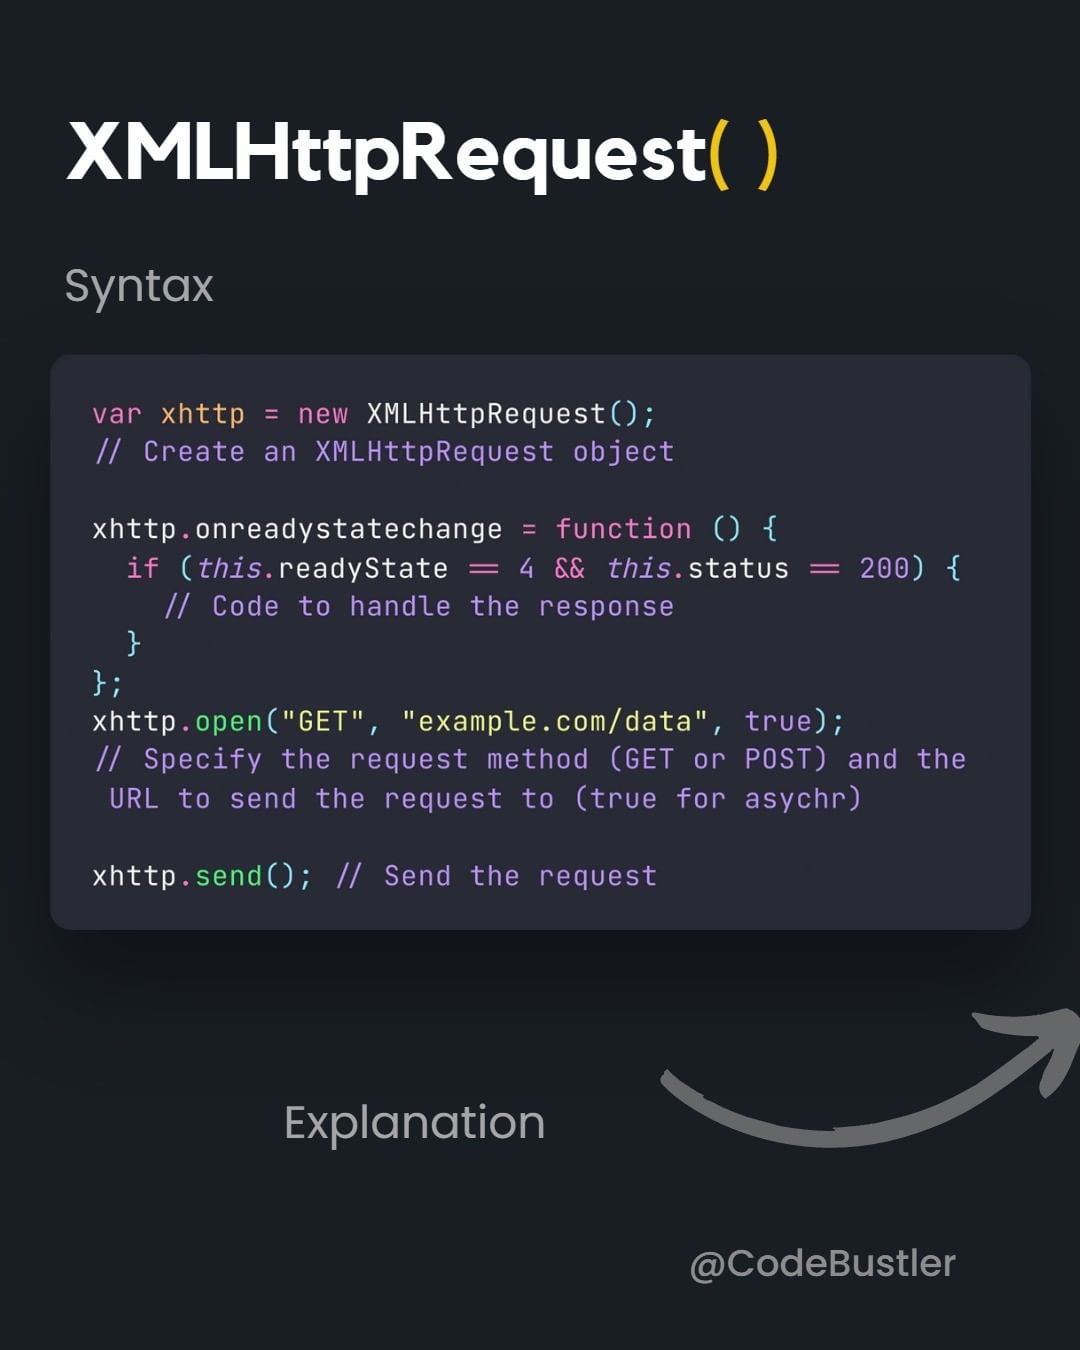 XMLHttpRequest( )
Syntax
var xhttp = new XMLHttpRequest();
// Create an XMLHttpRequest object
xhttp.onreadystatechange = function () {
  if (this.readyState == 4 && this.status == 200) {
    // Code to handle the response
  }
};
xhttp.open("GET", "example.com/data", true);
// Specify the request method (GET or POST) and the
 URL to send the request to (true for asychr)
xhttp.send(); // Send the request
Explanation
@CodeBustler